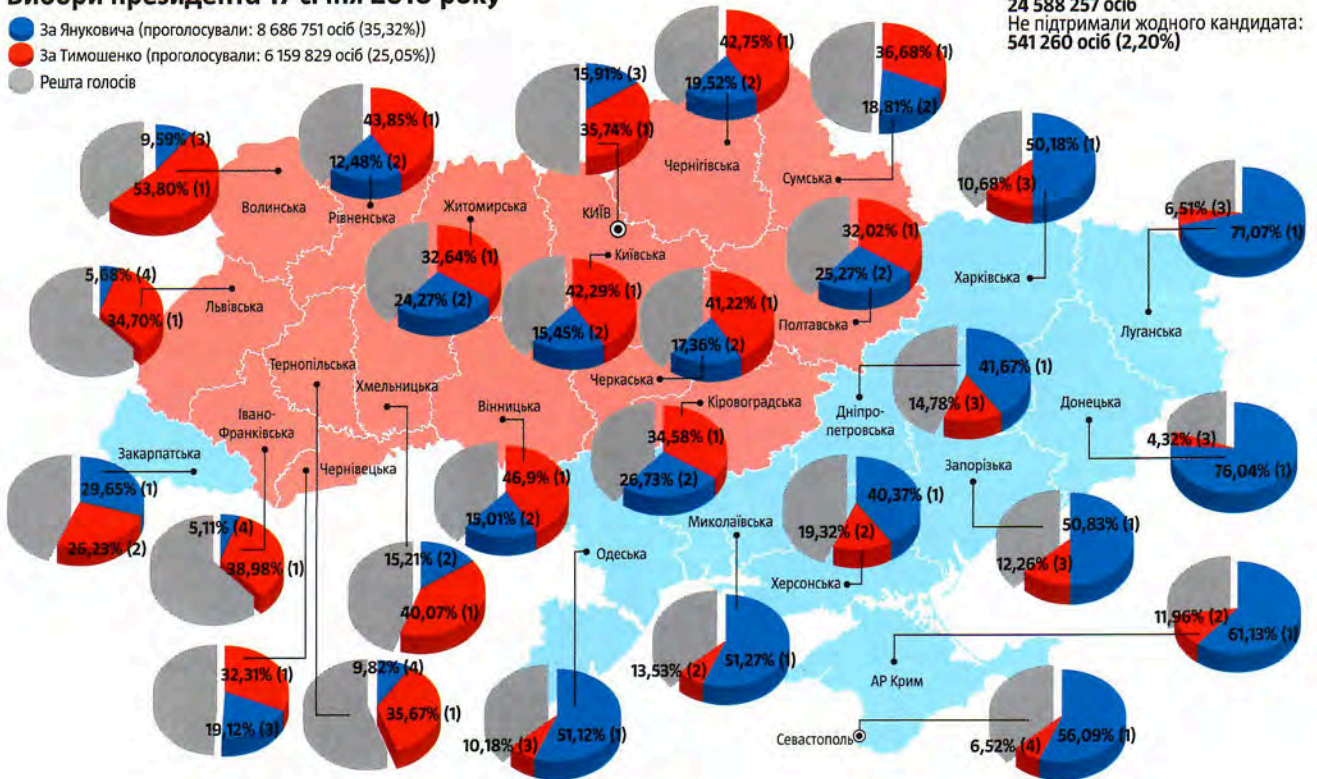 Вибори президента 17 січня 2010 року
За Януковича (проголосували: 8 686 751 осіб (35,32%))
За Тимошенко (проголосували: 6 159 829 осіб (25,05%))
Решта голосів
24 588 257 осіб
Не підтримали жодного кандидата:
541 260 осіб (2,20%)
42,75% (1)
19,52% (2)
Чернігівська
36,68% (1)
18,81% (2)
Сумська
15,91% (3)
35,74% (1)
КИЇВ
43,85% (1)
12,48% (2)
Рівненська
9,59% (3)
53,80% (1)
Волинська
50,18% (1)
10,68% (3)
Харківська
6,51% (3)
71,07% (1)
Луганська
Житомирська
32,64% (1)
24,27% (2)
Київська
42,29% (1)
15,45% (2)
41,22% (1)
17,36% (2)
Черкаська
32,02% (1)
25,27% (2)
Полтавська
5,68% (4)
34,70% (1)
Львівська
Тернопільська
Хмельницька
Івано-
Франківська
Вінницька
46,9% (1)
15,01% (2)
Кіровоградська
34,58% (1)
26,73% (2)
41,67% (1)
14,78% (3)
Дніпро-
петровська
Донецька
4,32% (3)
76,04% (1)
Закарпатська
29,65% (1)
26,23% (2)
Чернівецька
5,11% (4)
38,98% (1)
15,21% (2)
40,07% (1)
Одеська
Миколаївська
40,37% (1)
19,32% (2)
Херсонська
Запорізька
50,83% (1)
12,26% (3)
32,31% (1)
19,12% (3)
9,82% (4)
35,67% (1)
51,12% (1)
10,18% (3)
51,27% (1)
13,53% (2)
АР Крим
11,96% (2)
61,13% (1)
Севастополь
56,09% (1)
6,52% (4)